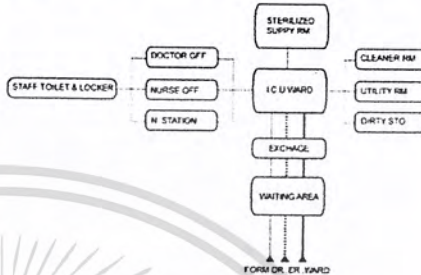 STERILIZED
SUPPLY RM
DOCTOR OFF
CLEANER RM
STAFF TOILET & LOCKER
NURSE OFF
I C U WARD
UTILITY RM
N STATION
DIRTY STO
EXCHAGE
WAITING AREA
FORM OR, ER, WARD